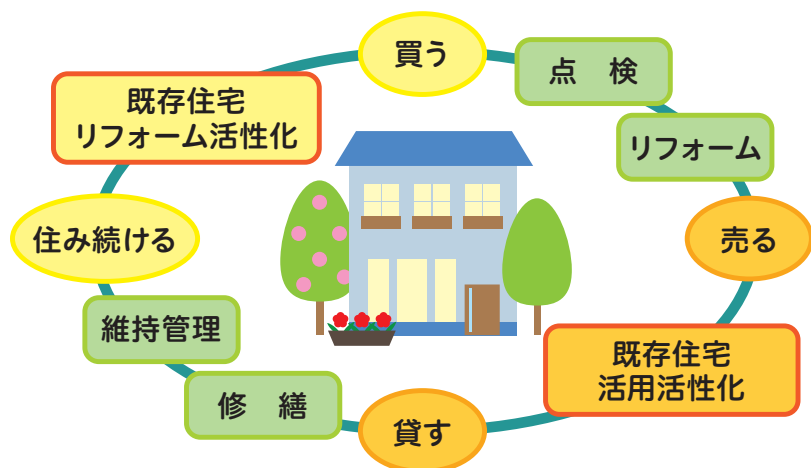 買う
点　検
リフォーム
売る
既存住宅
活用活性化
貸す
修　繕
維持管理
住み続ける
既存住宅
リフォーム活性化